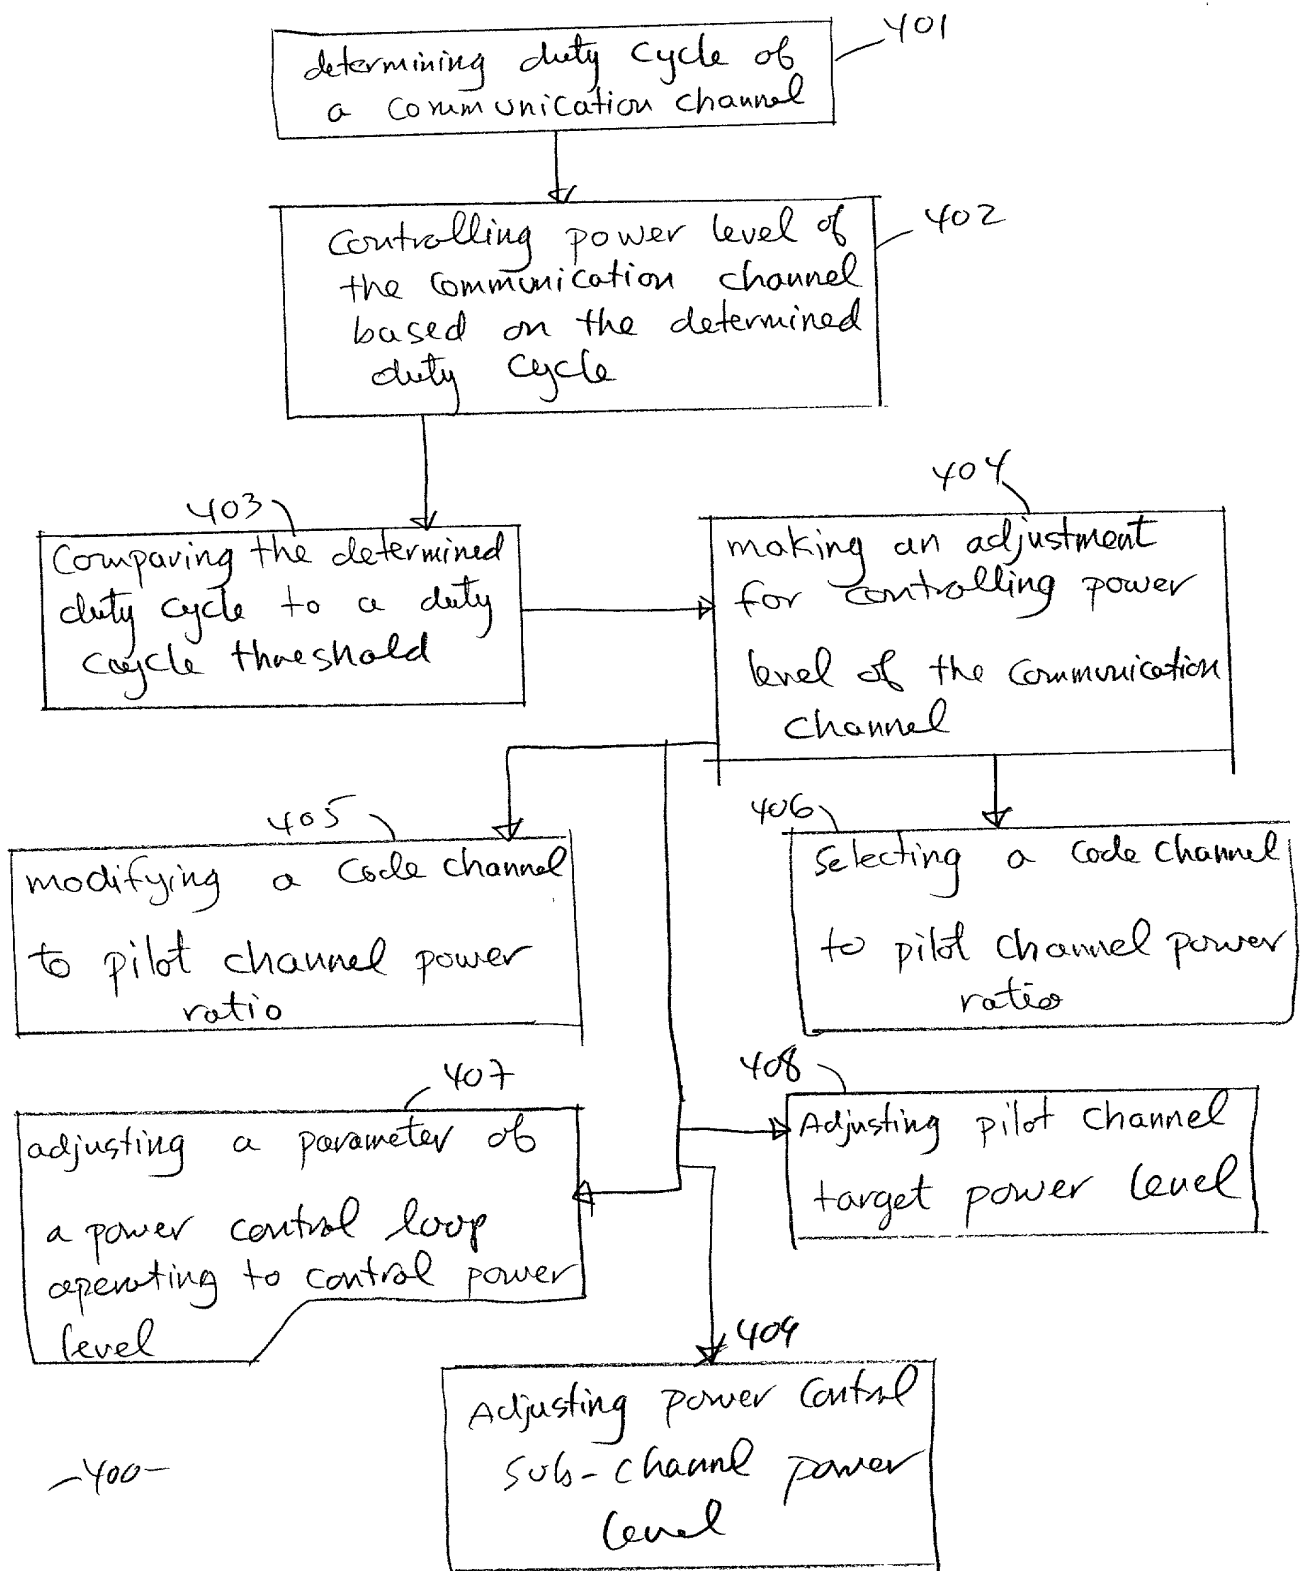 401
determining duty cycle of
a communication channel
402
Controlling power level of
the communication channel
based on the determined
duty cycle
403
Comparing the determined
duty cycle to a duty
cycle threshold
404
making an adjustment
for controlling power
level of the communication
channel
405
modifying a code channel
to pilot channel power
ratio
406
Selecting a code channel
to pilot channel power
ratio
407
adjusting a parameter of
a power control loop
operating to control power
level
408
Adjusting pilot channel
target power level
409
Adjusting power control
sub-channel power
level
-400-